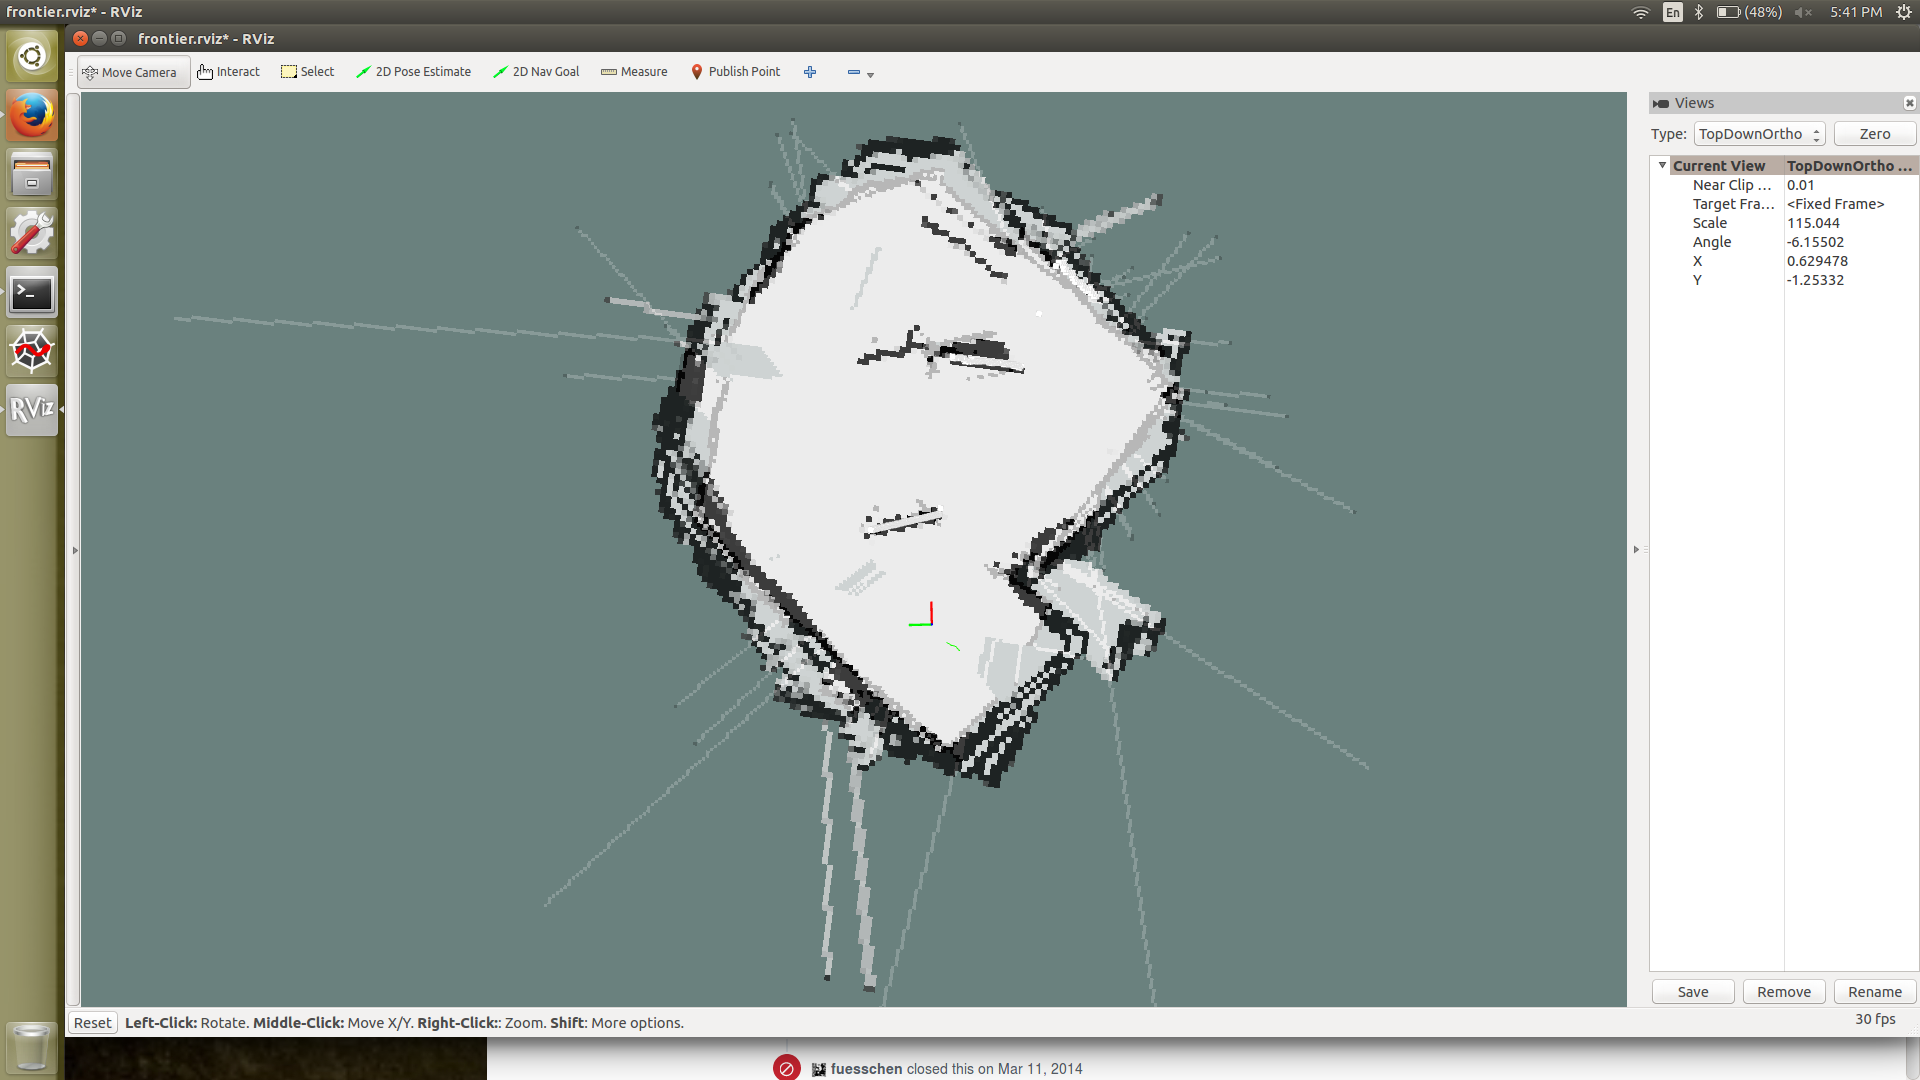 frontier.rviz* - RViz
En
(48%)
5:41 PM
frontier.rviz* - RViz
Move Camera
Interact
Select
2D Pose Estimate
2D Nav Goal
Measure
Publish Point
Views
Type:
TopDownOrtho
Zero
Current View
TopDownOrtho ...
Near Clip ...
0.01
Target Fra...
<Fixed Frame>
Scale
115.044
Angle
-6.15502
X
0.629478
Y
-1.25332
RViz
Save
Remove
Rename
Reset
Left-Click: Rotate. Middle-Click: Move X/Y. Right-Click:: Zoom. Shift: More options.
30 fps
fuesschen closed this on Mar 11, 2014